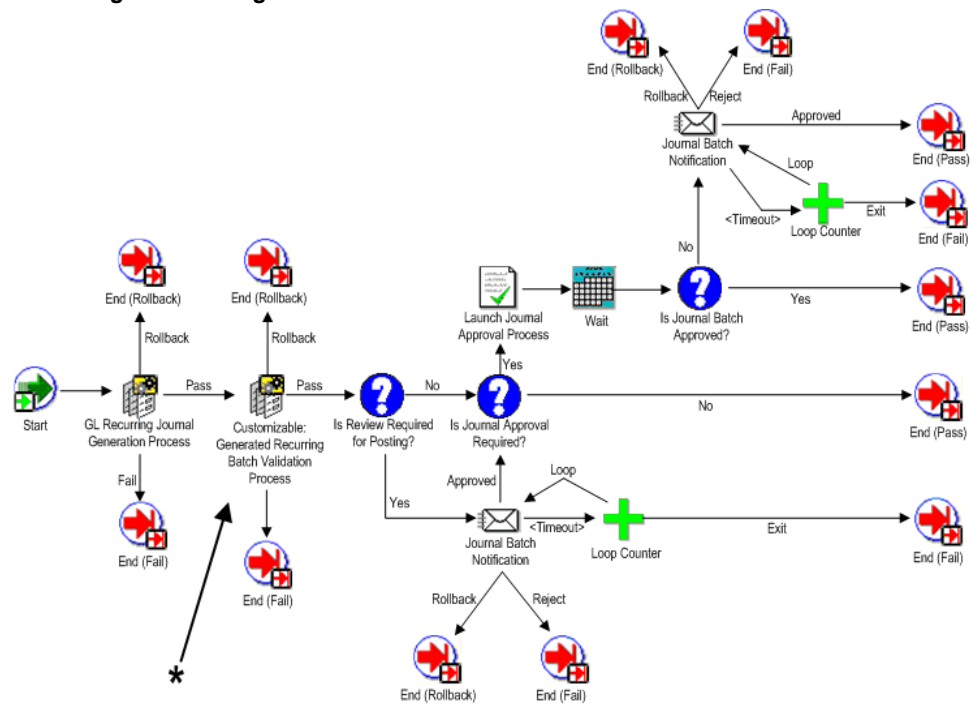 End (Rollback)
End (Fail)
Rollback
Reject
Approved
Journal Batch
Notification
End (Pass)
Loop
<Timeout>
Exit
Loop Counter
End (Fail)
No
End (Rollback)
End (Rollback)
Launch Journal
Approval Process
Wait
Is Journal Batch
Approved?
Yes
End (Pass)
Rollback
Rollback
Yes
Start
Pass
Pass
No
No
GL Recurring Journal
Generation Process
Customizable:
Generated Recurring
Batch Validation
Process
Is Review Required
for Posting?
Is Journal Approval
Required?
End (Pass)
Fail
Yes
Approved
Loop
<Timeout>
Exit
Journal Batch
Notification
Loop Counter
End (Fail)
End (Fail)
End (Fail)
Rollback
Reject
*
End (Rollback)
End (Fail)